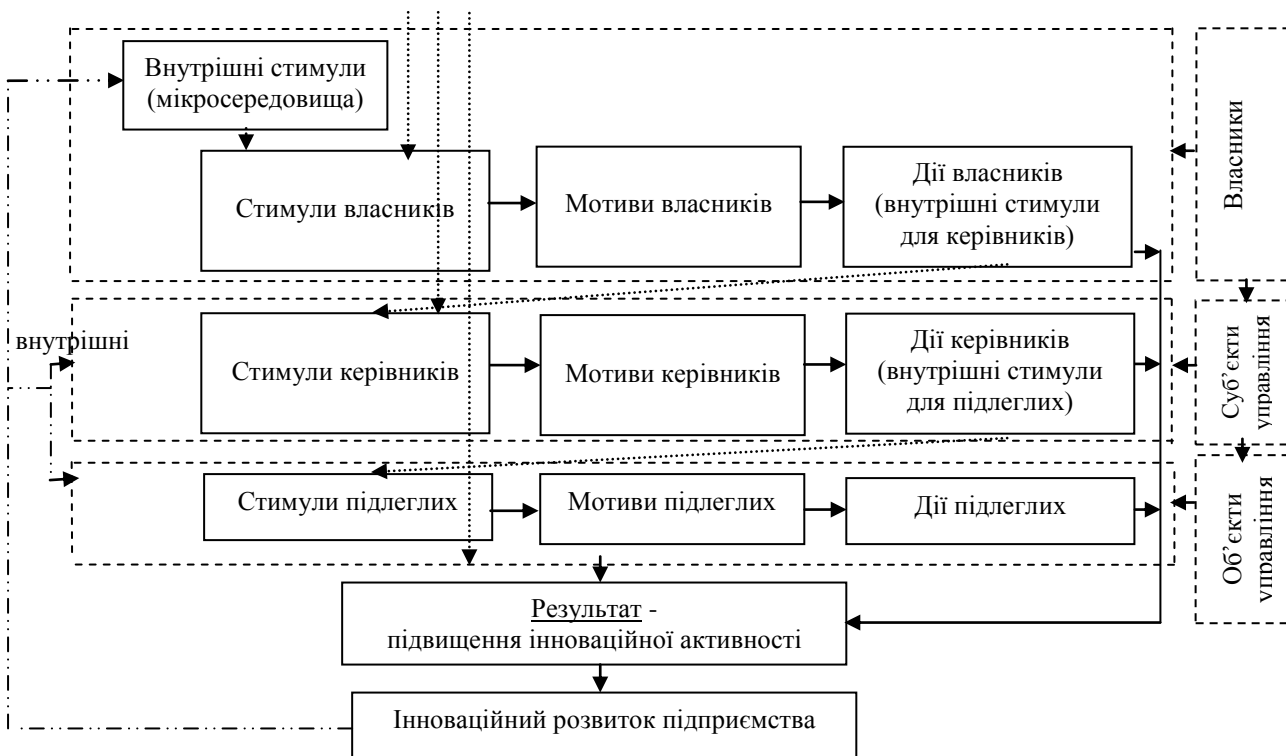 Внутрішні стимули
(мікросередовища)
Стимули власників
Мотиви власників
Дії власників
(внутрішні стимули
для керівників)
Власники
внутрішні
Стимули керівників
Мотиви керівників
Дії керівників
(внутрішні стимули
для підлеглих)
Суб’єкти
управління
Стимули підлеглих
Мотиви підлеглих
Дії підлеглих
Об’єкти
управління
Результат -
підвищення інноваційної активності
Інноваційний розвиток підприємства